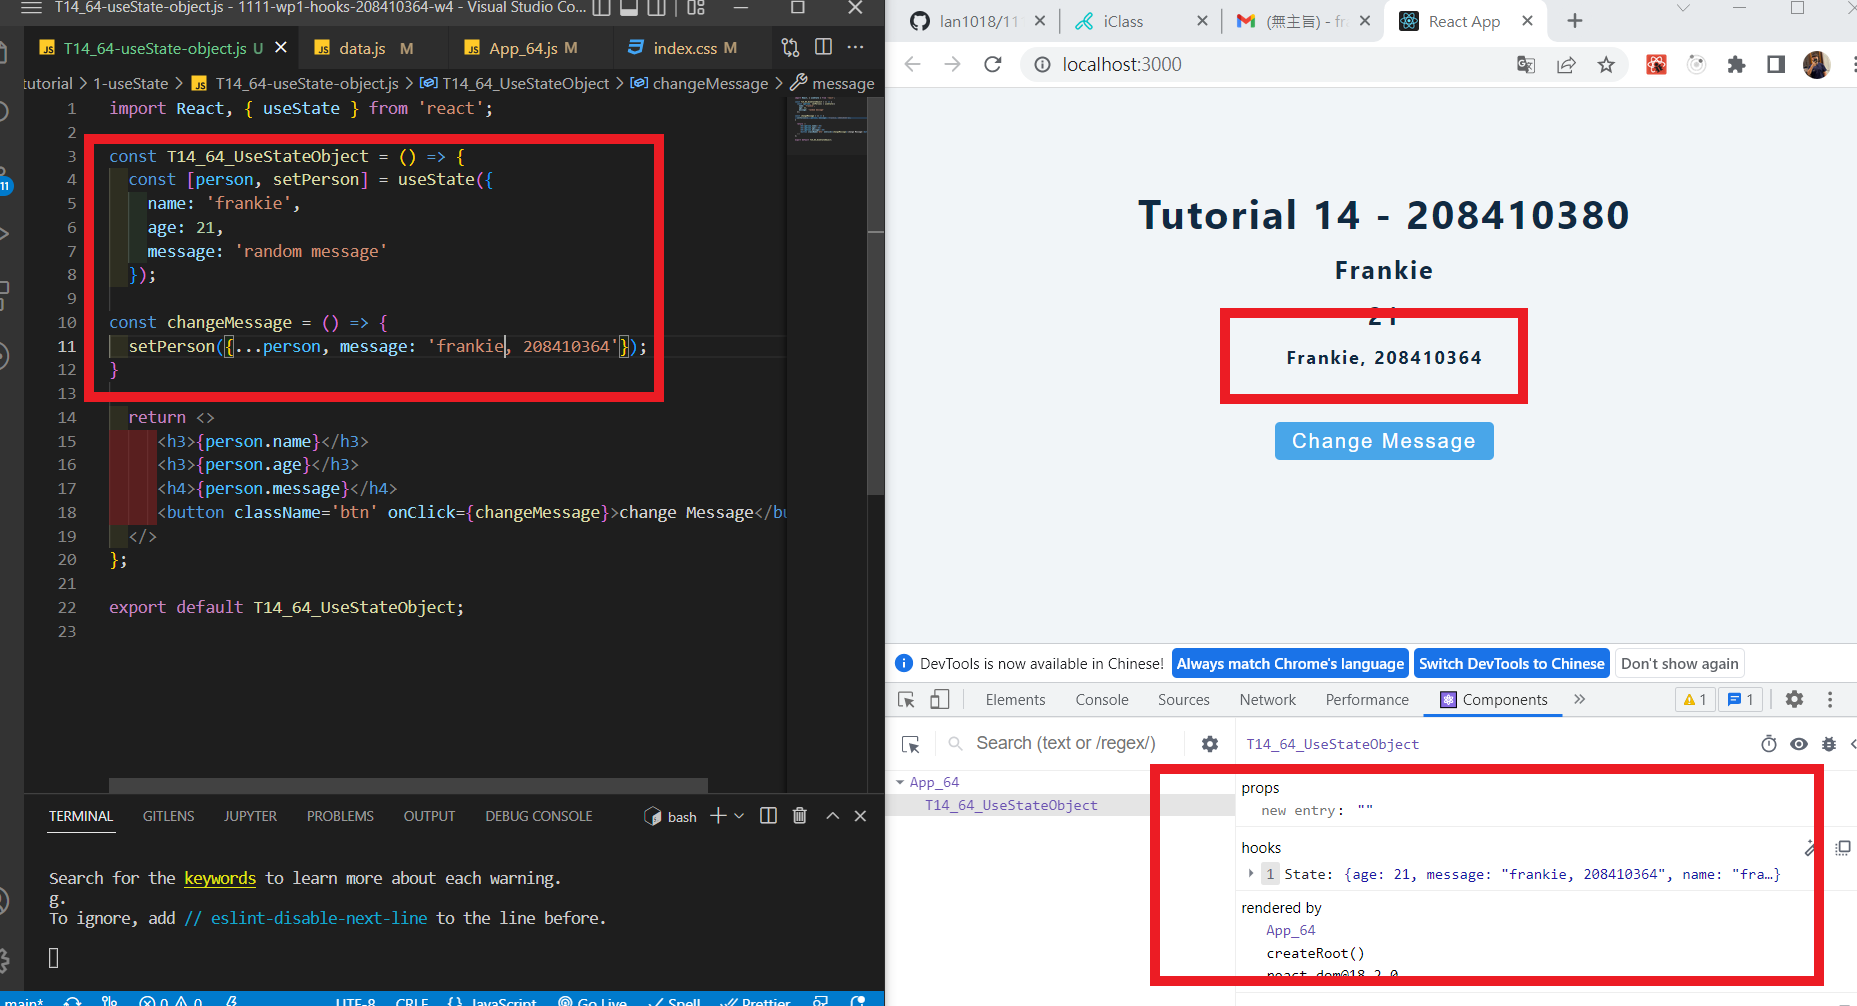 T14_64-useState-object.js - 1111-wp1-hooks-208410364-w4 - Visual Studio Co...
T14_64-useState-object.js U
data.js M
App_64.js M
index.css M
tutorial > 1-useState > T14_64-useState-object.js > T14_64_UseStateObject > changeMessage > message
1 import React, { useState } from 'react';
2
3 const T14_64_UseStateObject = () => {
4 const [person, setPerson] = useState({
5 name: 'frankie',
6 age: 21,
7 message: 'random message'
8 });
9
10 const changeMessage = () => {
11 setPerson({...person, message: 'frankie, 208410364'});
12 }
13
14 return <>
15 <h3>{person.name}</h3>
16 <h3>{person.age}</h3>
17 <h4>{person.message}</h4>
18 <button className='btn' onClick={changeMessage}>change Message</bu
19 </>
20 };
21
22 export default T14_64_UseStateObject;
23
11
TERMINAL GITLENS JUPYTER PROBLEMS OUTPUT DEBUG CONSOLE bash
Search for the keywords to learn more about each warning.
g.
To ignore, add // eslint-disable-next-line to the line before.
main* 0 0 UTF-8 CRLF {} JavaScript Go Live Spell Prettier
lan1018/11
iClass
(無主旨) - fr
React App
localhost:3000
Tutorial 14 - 208410380
Frankie
21
Frankie, 208410364
Change Message
DevTools is now available in Chinese! Always match Chrome's language Switch DevTools to Chinese Don't show again
Elements Console Sources Network Performance Components » 1 1
Search (text or /regex/)
T14_64_UseStateObject
App_64
T14_64_UseStateObject
props
new entry: ""
hooks
1 State: {age: 21, message: "frankie, 208410364", name: "fra…}
rendered by
App_64
createRoot()
react-dom@18.2.0